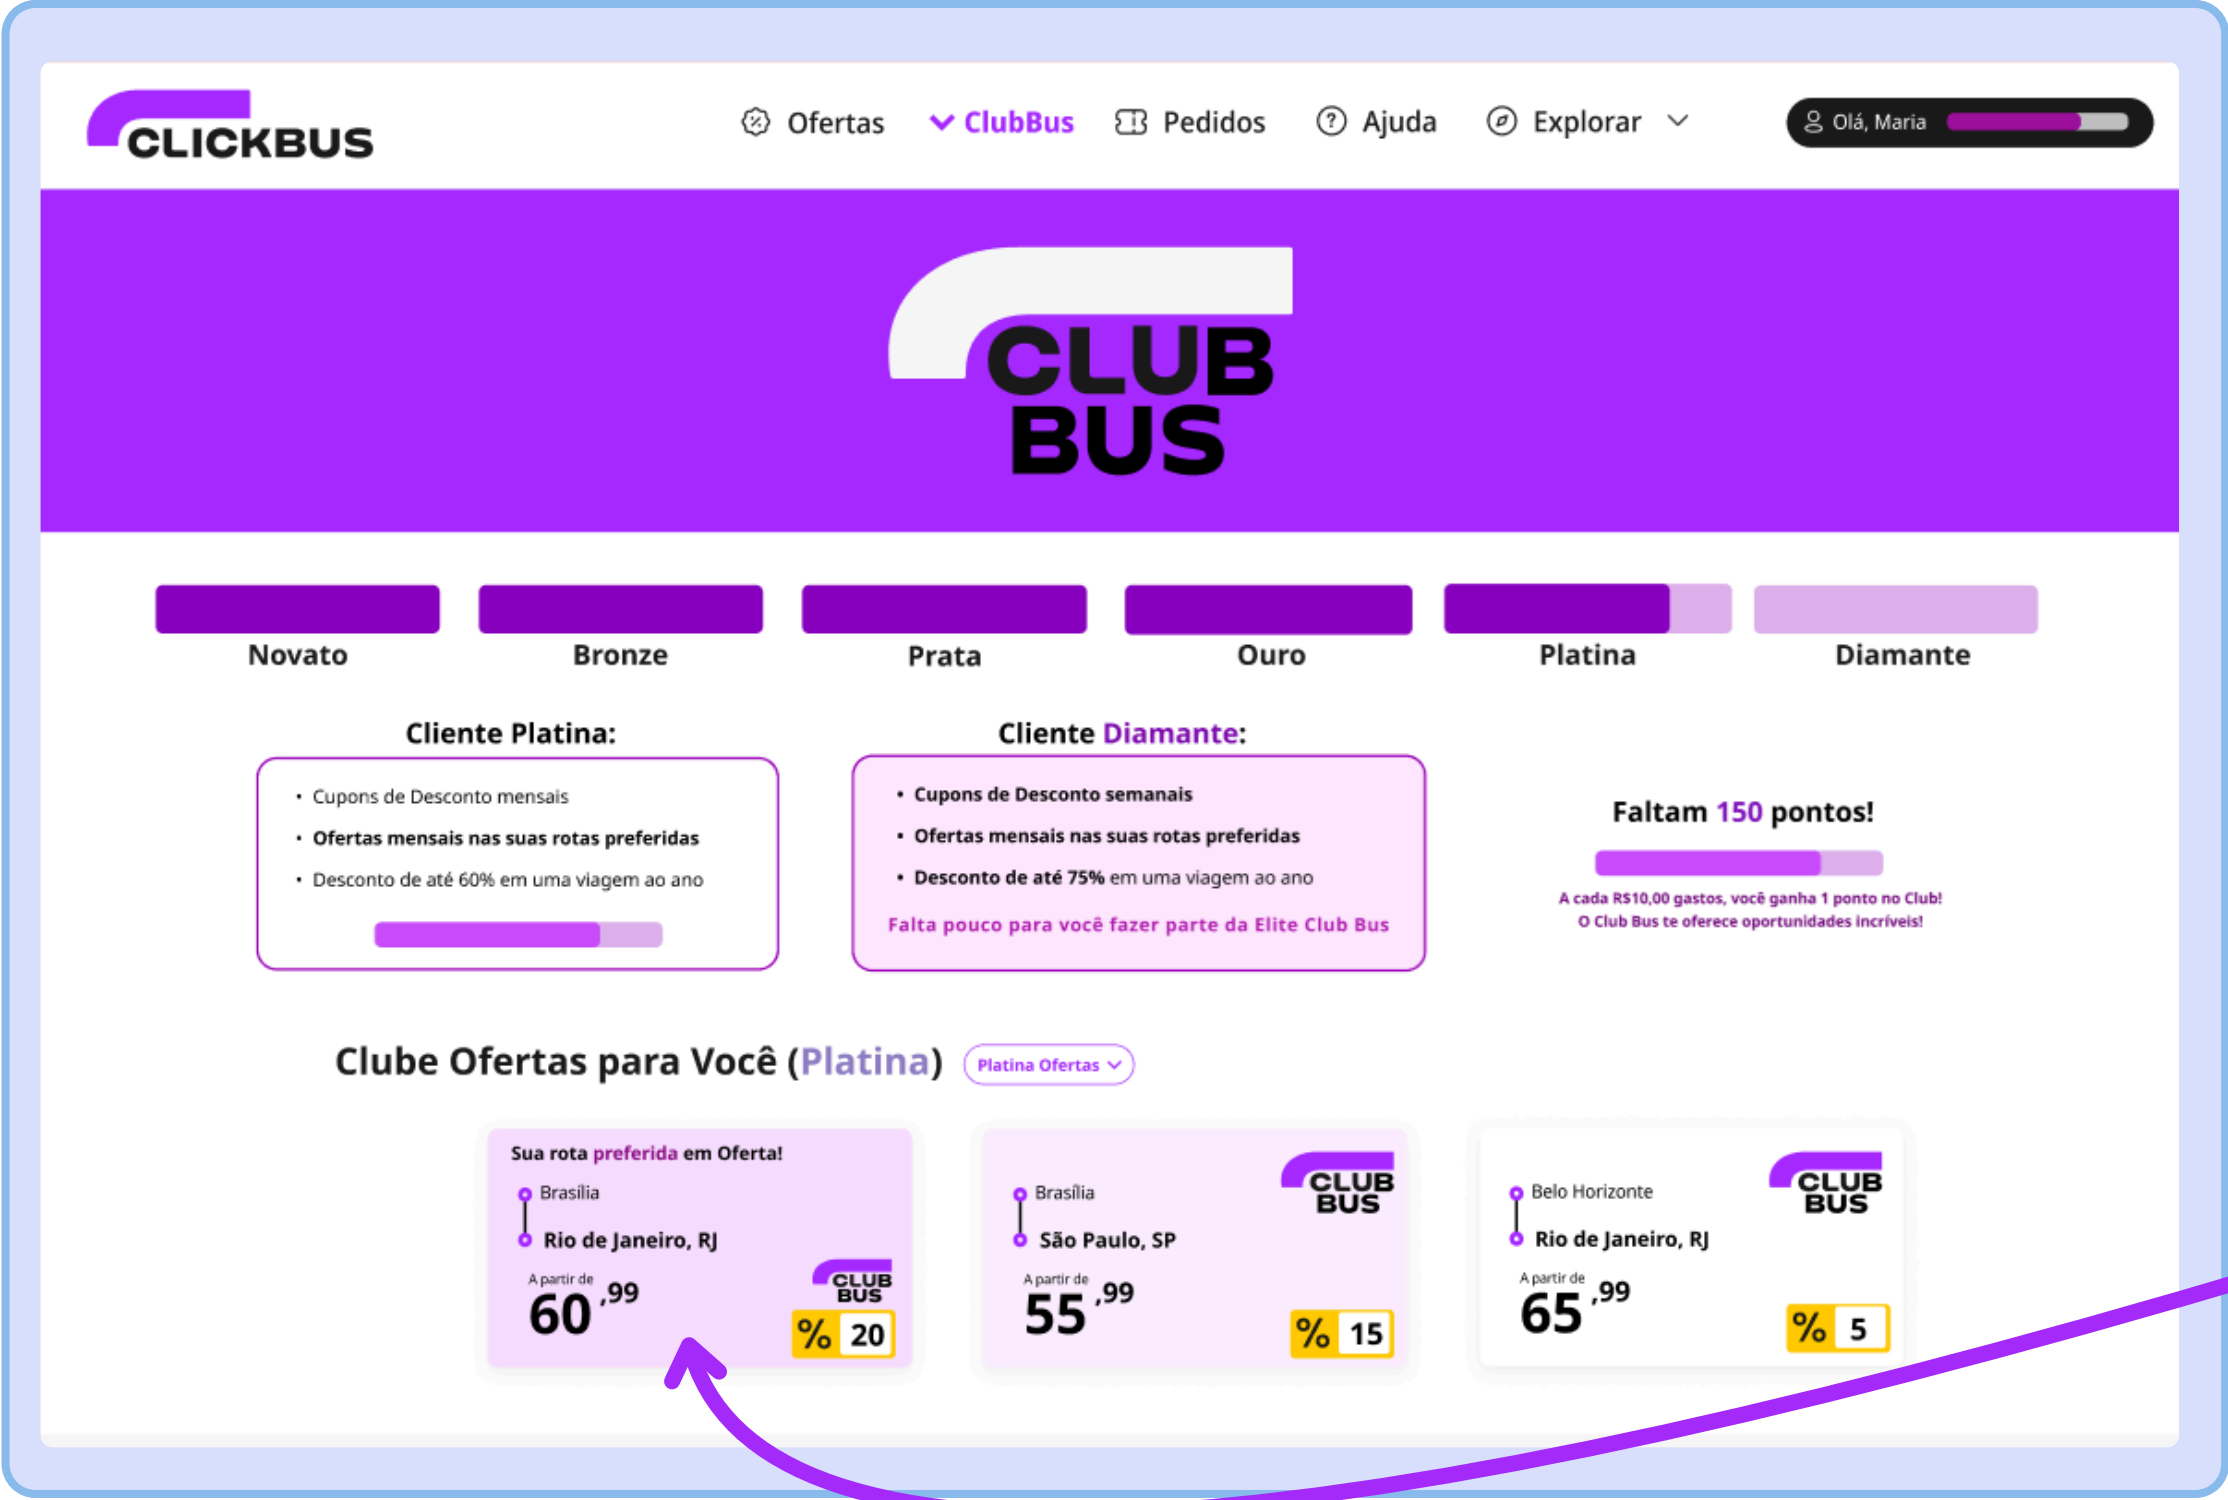 CLICKBUS
Ofertas
ClubBus
Pedidos
Ajuda
Explorar
Olá, Maria
CLUB
BUS
Novato
Bronze
Prata
Ouro
Platina
Diamante
Cliente Platina:
• Cupons de Desconto mensais
• Ofertas mensais nas suas rotas preferidas
• Desconto de até 60% em uma viagem ao ano
Cliente Diamante:
• Cupons de Desconto semanais
• Ofertas mensais nas suas rotas preferidas
• Desconto de até 75% em uma viagem ao ano
Falta pouco para você fazer parte da Elite Club Bus
Faltam 150 pontos!
A cada R$10,00 gastos, você ganha 1 ponto no Club!
O Club Bus te oferece oportunidades incríveis!
Clube Ofertas para Você (Platina)
Platina Ofertas
Sua rota preferida em Oferta!
Brasília
Rio de Janeiro, RJ
A partir de
60,99
CLUB
BUS
% 20
Brasília
São Paulo, SP
A partir de
55,99
CLUB
BUS
% 15
Belo Horizonte
Rio de Janeiro, RJ
A partir de
65,99
CLUB
BUS
% 5